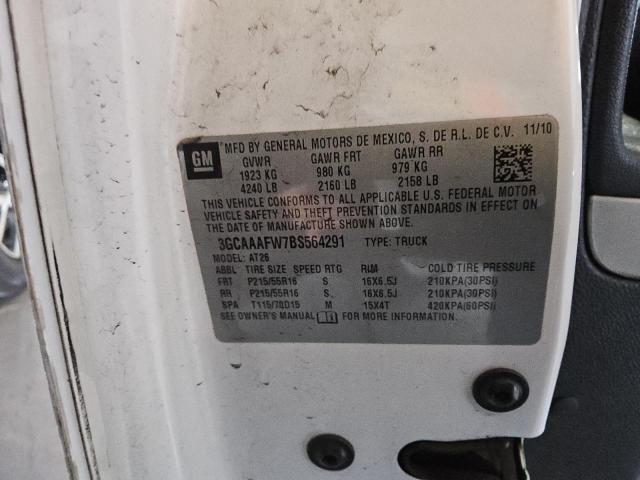 GM
MFD BY GENERAL MOTORS DE MEXICO, S. DE R.L. DE C.V. 11/10
GVWR GAWR FRT GAWR RR
1923 KG 980 KG 979 KG
4240 LB 2160 LB 2158 LB
THIS VEHICLE CONFORMS TO ALL APPLICABLE U.S. FEDERAL MOTOR
VEHICLE SAFETY AND THEFT PREVENTION STANDARDS IN EFFECT ON
THE DATE OF MANUFACTURE SHOWN ABOVE.
3GCAAAFW7BS564291 TYPE: TRUCK
MODEL: AT26
ABBL TIRE SIZE SPEED RTG RIM COLD TIRE PRESSURE
FRT P215/55R16 S 16X6.5J 210KPA(30PSI)
RR P215/55R16 S 16X6.5J 210KPA(30PSI)
SPA T115/70D15 M 15X4T 420KPA(60PSI)
SEE OWNER'S MANUAL FOR MORE INFORMATION.